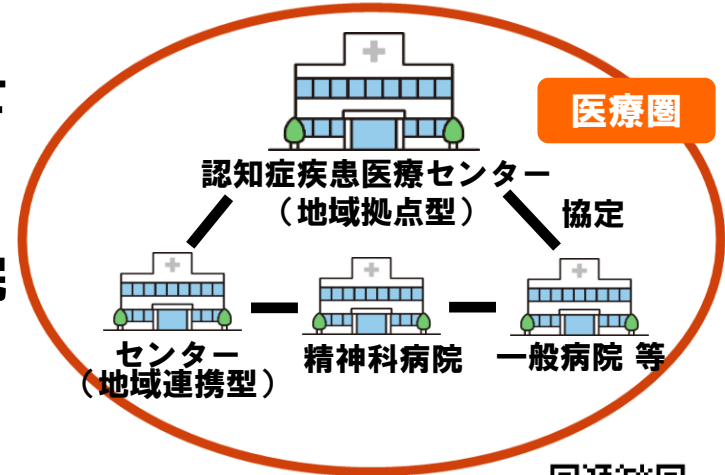 医療圏
認知症疾患医療センター
（地域拠点型）
協定
センター
（地域連携型）
精神科病院
一般病院 等